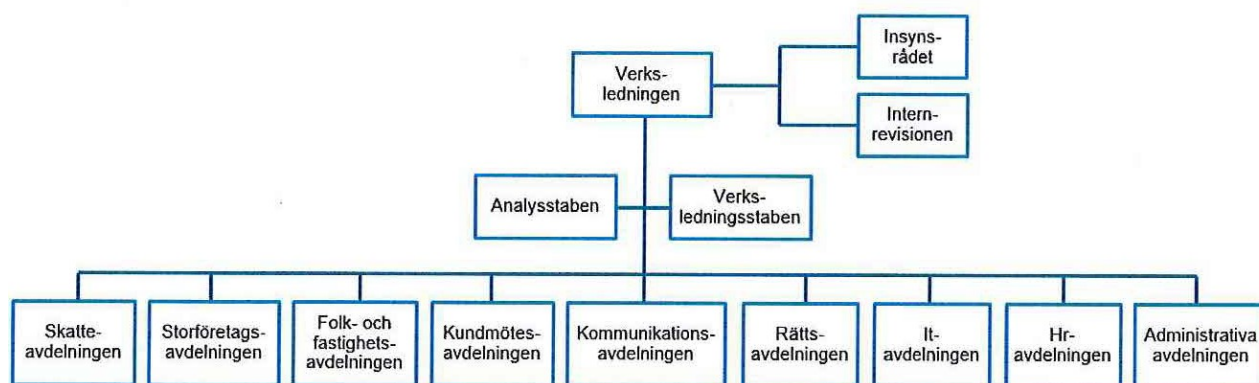 Insyns-
rådet
Verks-
ledningen
Intern-
revisionen
Analysstaben
Verks-
ledningsstaben
Skatte-
avdelningen
Storföretags-
avdelningen
Folk- och
fastighets-
avdelningen
Kundmötes-
avdelningen
Kommunikations-
avdelningen
Rätts-
avdelningen
It-
avdelningen
Hr-
avdelningen
Administrativa
avdelningen